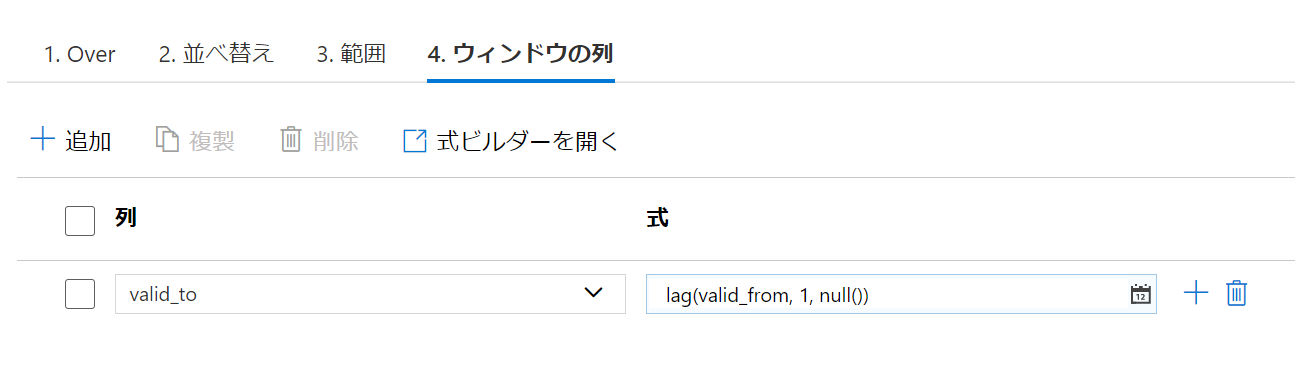 1. Over 2. 並べ替え 3. 範囲 4. ウィンドウの列
追加 複製 削除 式ビルダーを開く
列 式
valid_to lag(valid_from, 1, null()) 12